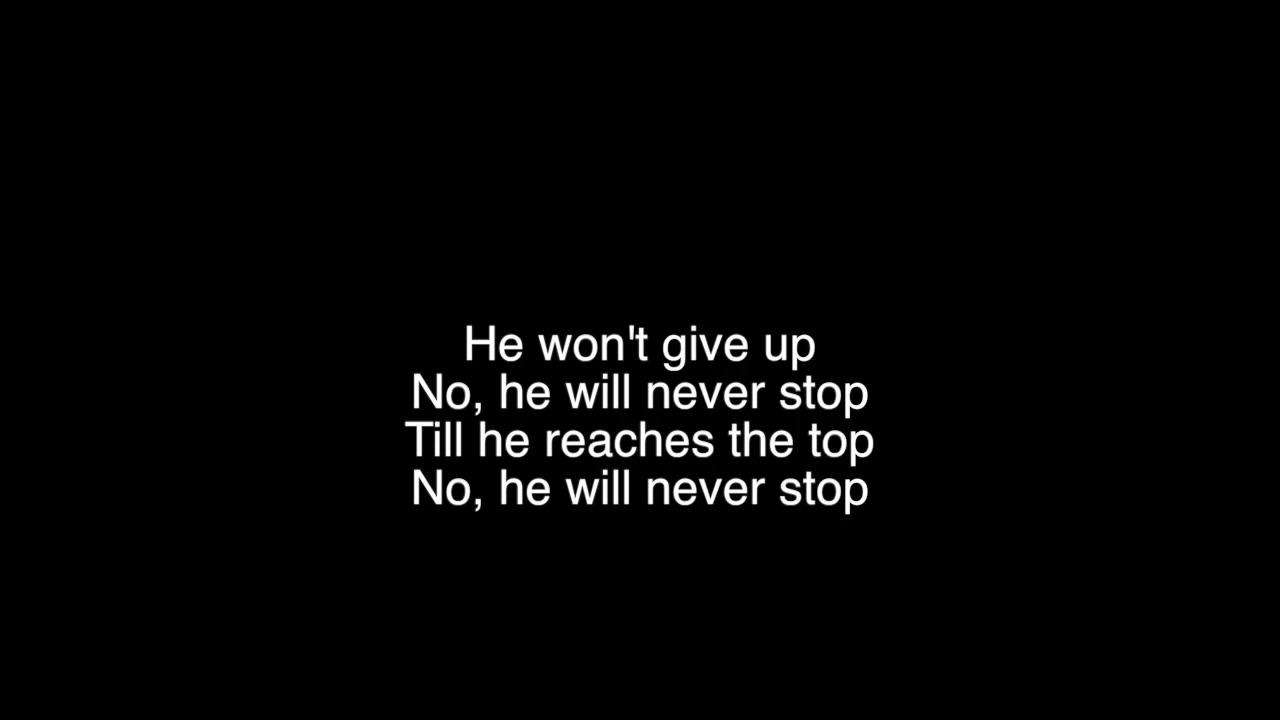 He won't give up
No, he will never stop
Till he reaches the top
No, he will never stop